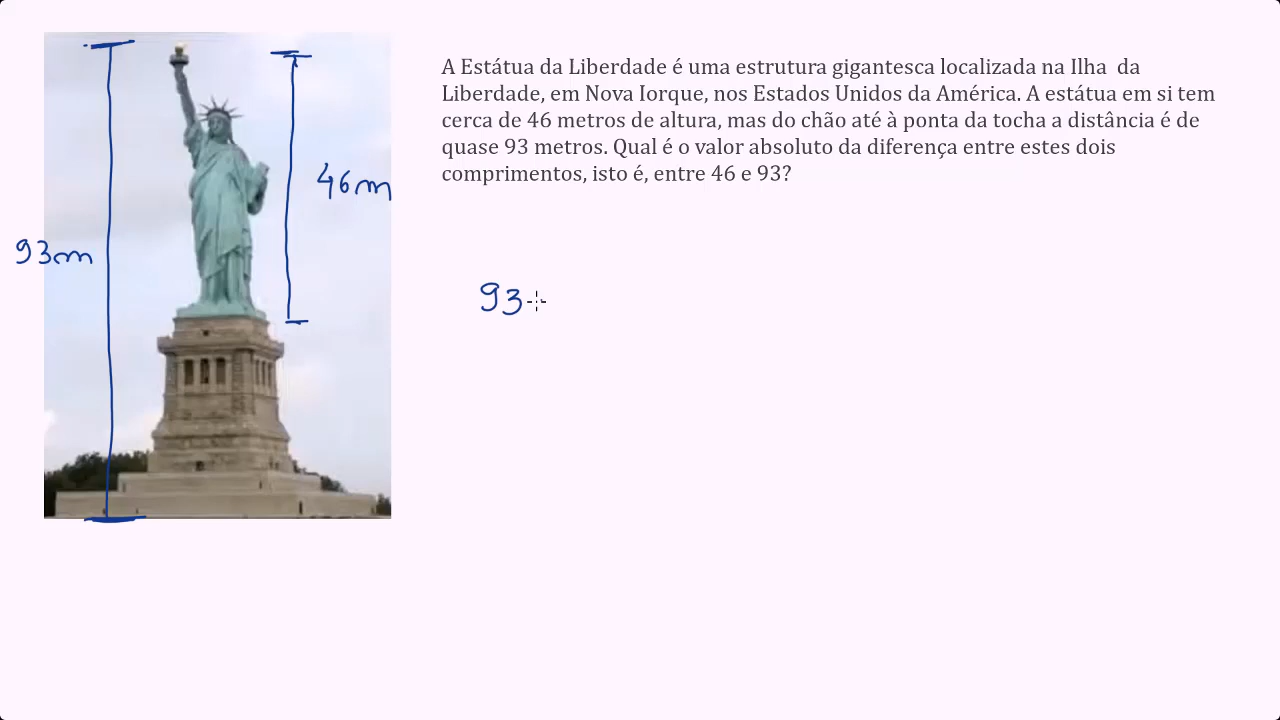 A Estátua da Liberdade é uma estrutura gigantesca localizada na Ilha  da
Liberdade, em Nova Iorque, nos Estados Unidos da América. A estátua em si tem
cerca de 46 metros de altura, mas do chão até à ponta da tocha a distância é de
quase 93 metros. Qual é o valor absoluto da diferença entre estes dois
comprimentos, isto é, entre 46 e 93?
46m
93m
93